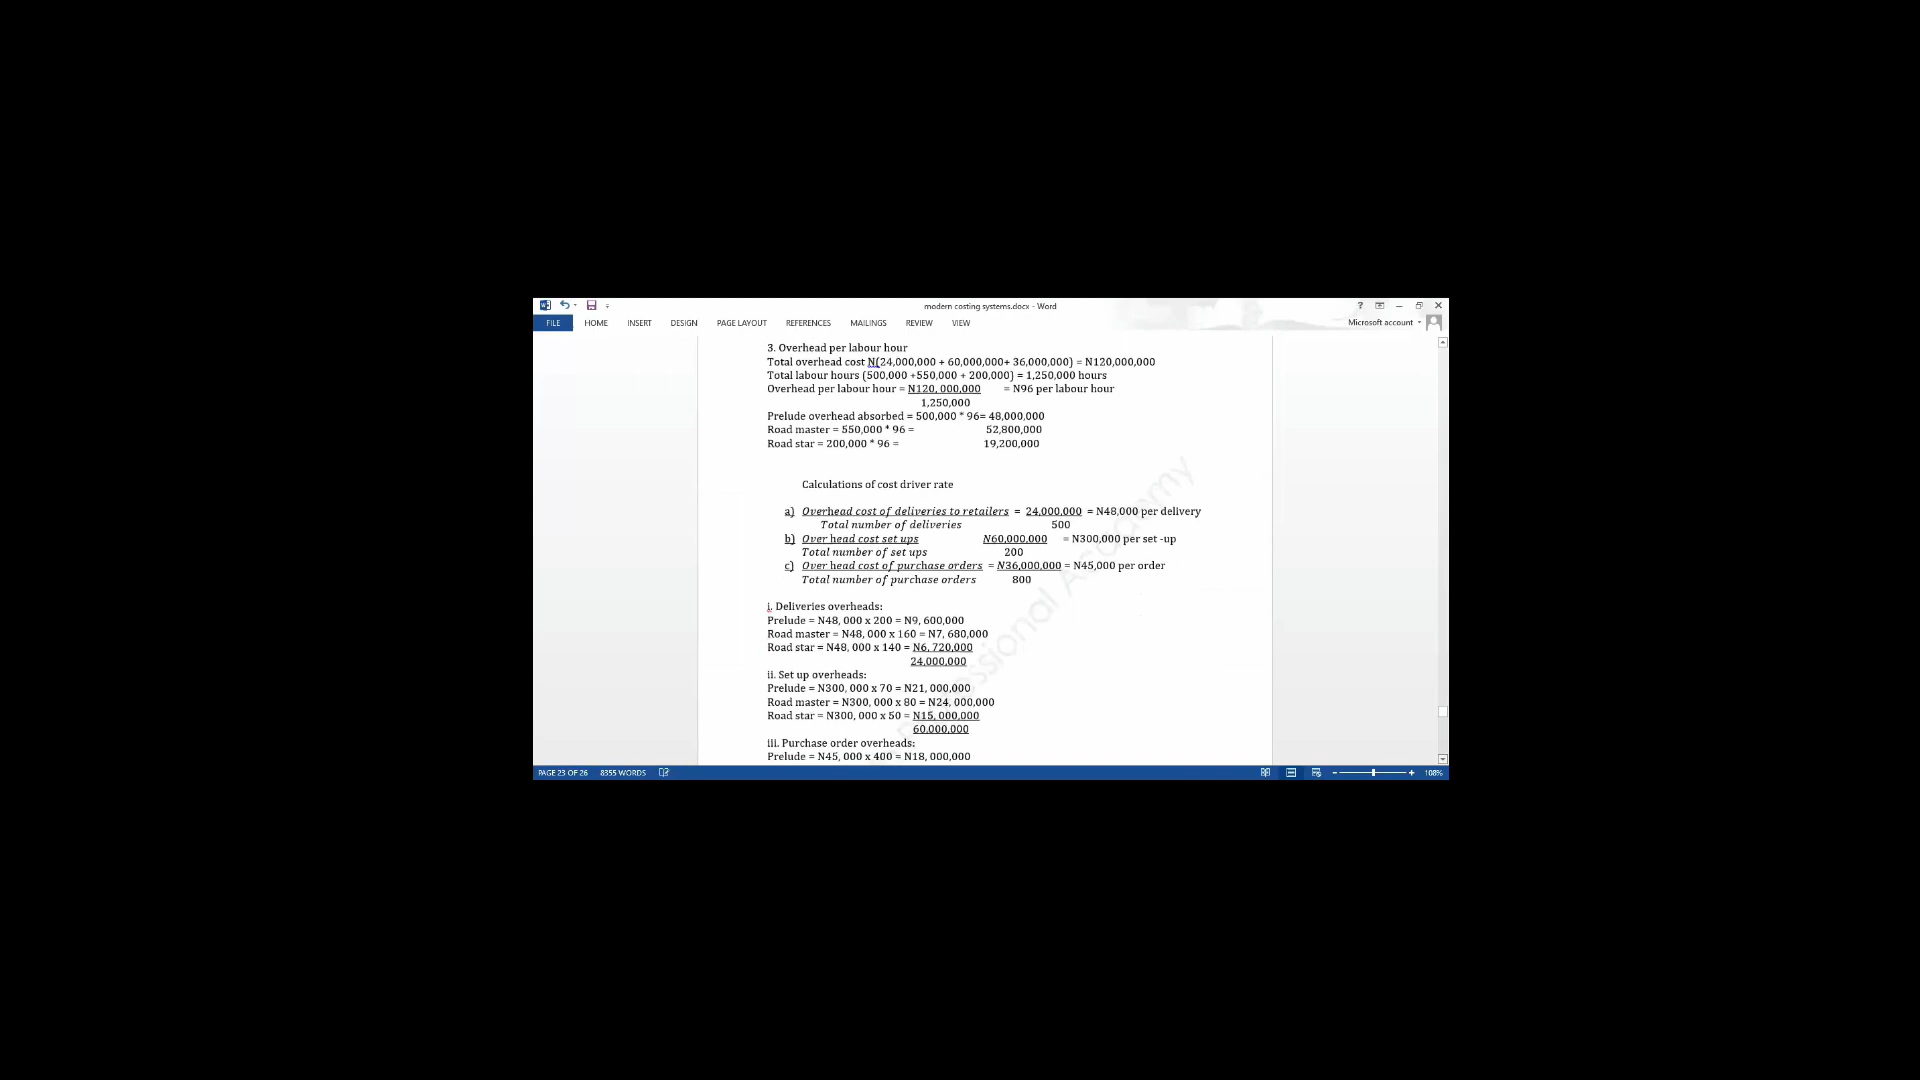 modern costing systems.docx - Word
FILE HOME INSERT DESIGN PAGE LAYOUT REFERENCES MAILINGS REVIEW VIEW Microsoft account
3. Overhead per labour hour
Total overhead cost N(24,000,000 + 60,000,000+ 36,000,000) = N120,000,000
Total labour hours (500,000 +550,000 + 200,000) = 1,250,000 hours
Overhead per labour hour = N120, 000,000 = N96 per labour hour
1,250,000
Prelude overhead absorbed = 500,000 * 96= 48,000,000
Road master = 550,000 * 96 = 52,800,000
Road star = 200,000 * 96 = 19,200,000
Calculations of cost driver rate
a) Overhead cost of deliveries to retailers = 24,000,000 = N48,000 per delivery
Total number of deliveries 500
b) Over head cost set ups N60,000,000 = N300,000 per set -up
Total number of set ups 200
c) Over head cost of purchase orders = N36,000,000 = N45,000 per order
Total number of purchase orders 800
i. Deliveries overheads:
Prelude = N48, 000 x 200 = N9, 600,000
Road master = N48, 000 x 160 = N7, 680,000
Road star = N48, 000 x 140 = N6, 720,000
24,000,000
ii. Set up overheads:
Prelude = N300, 000 x 70 = N21, 000,000
Road master = N300, 000 x 80 = N24, 000,000
Road star = N300, 000 x 50 = N15, 000,000
60,000,000
iii. Purchase order overheads:
Prelude = N45, 000 x 400 = N18, 000,000
PAGE 23 OF 26 8355 WORDS 108%